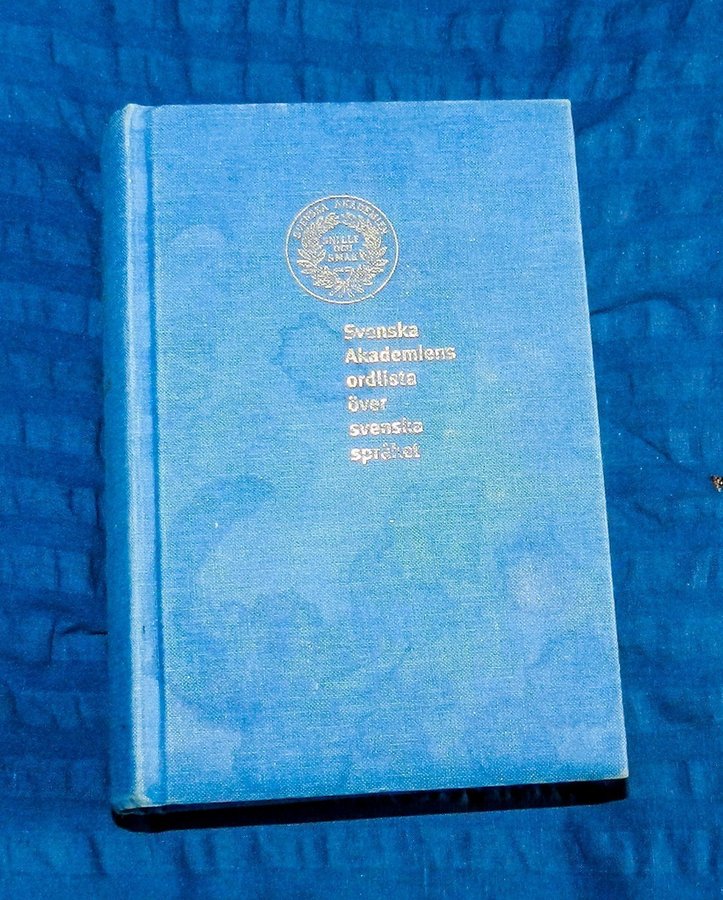 SVENSKA AKADEMIEN
SNILLE
OCH
SMAK
Svenska
Akademiens
ordlista
över
svenska
språket